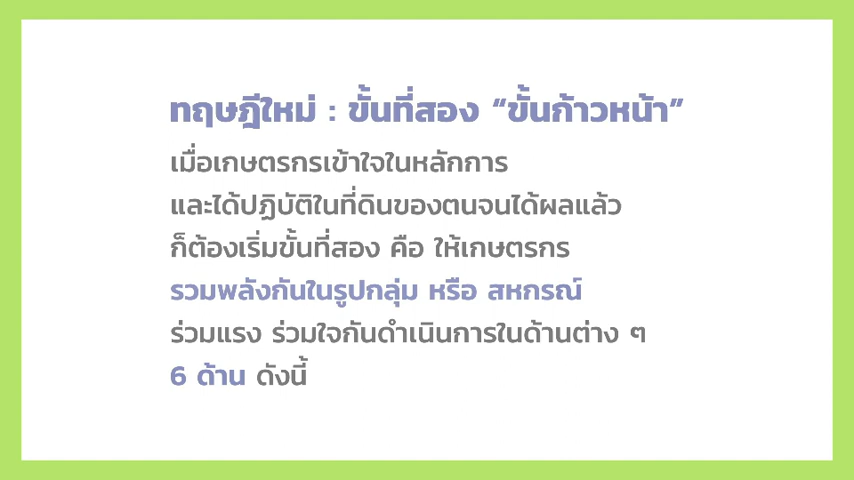 ทฤษฎีใหม่ : ขั้นที่สอง “ขั้นก้าวหน้า”
เมื่อเกษตรกรเข้าใจในหลักการ
และได้ปฏิบัติในที่ดินของตนจนได้ผลแล้ว
ก็ต้องเริ่มขั้นที่สอง คือ ให้เกษตรกร
รวมพลังกันในรูปกลุ่ม หรือ สหกรณ์
ร่วมแรง ร่วมใจกันดำเนินการในด้านต่าง ๆ
6 ด้าน ดังนี้